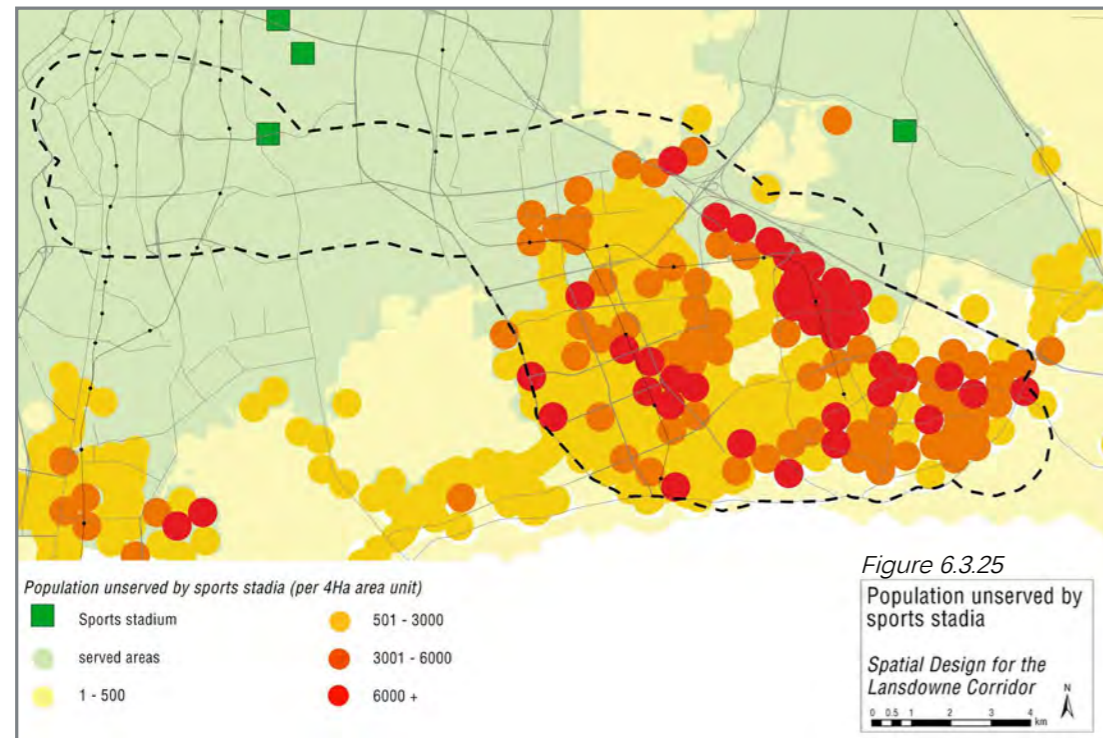 Population unserved by sports stadia (per 4Ha area unit)
Sports stadium
served areas
1 - 500
501 - 3000
3001 - 6000
6000 +
Figure 6.3.25
Population unserved by
sports stadia
Spatial Design for the
Lansdowne Corridor
N
0 0.5 1 2 3 4
km